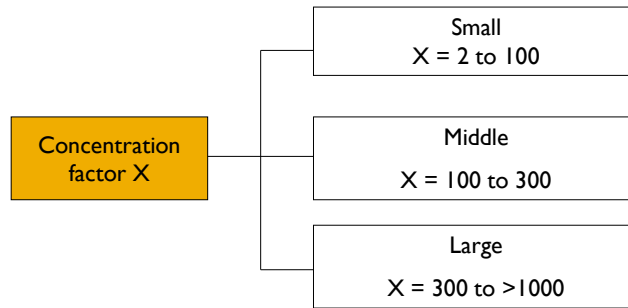 Small
X = 2 to 100
Concentration
factor X
Middle
X = 100 to 300
Large
X = 300 to >1000